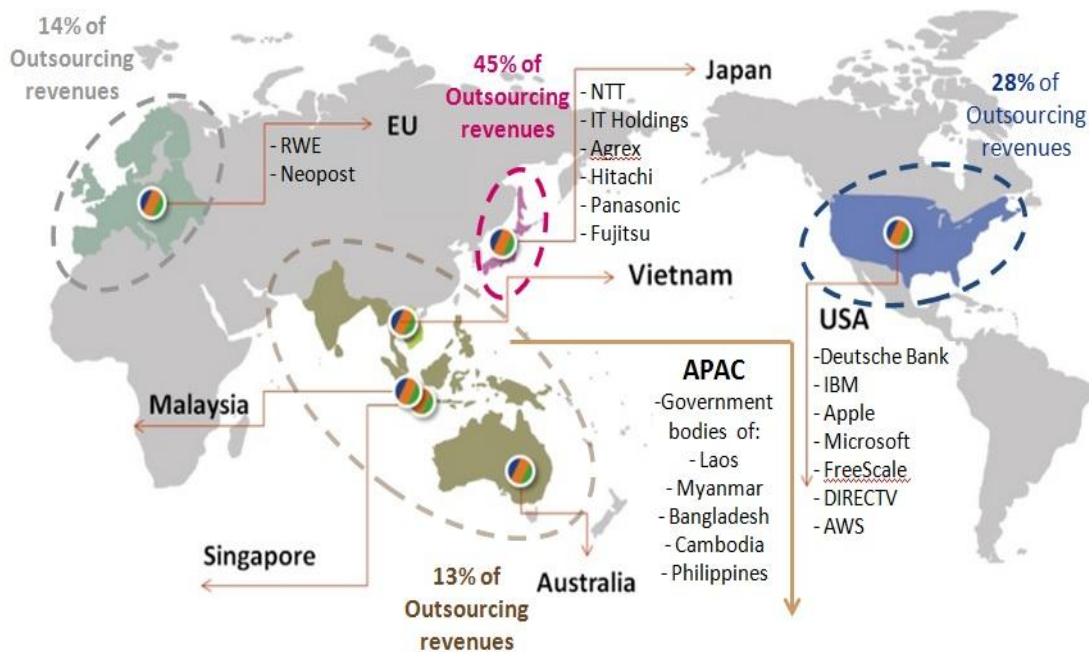 14% of
Outsourcing
revenues
EU
- RWE
- Neopost
45% of
Outsourcing
revenues
Japan
- NTT
- IT Holdings
- Agrex
- Hitachi
- Panasonic
- Fujitsu
28% of
Outsourcing
revenues
Vietnam
USA
-Deutsche Bank
- IBM
- Apple
- Microsoft
- FreeScale
- DIRECTV
- AWS
APAC
-Government
bodies of:
- Laos
- Myanmar
- Bangladesh
- Cambodia
- Philippines
Malaysia
Singapore
13% of
Outsourcing
revenues
Australia